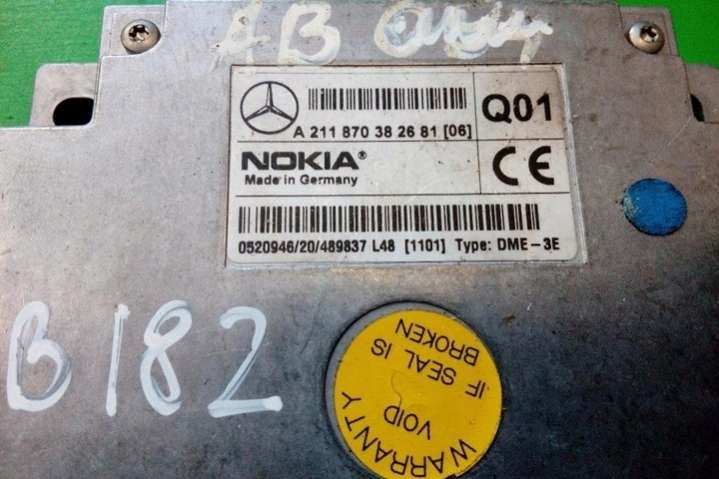 AB
A 211 870 38 26 81 [06]
Q01
NOKIA®
Made in Germany
CE
0520946/20/489837 L48 [1101] Type: DME-3E
B182
WARRANTY
VOID
IF SEAL IS
BROKEN